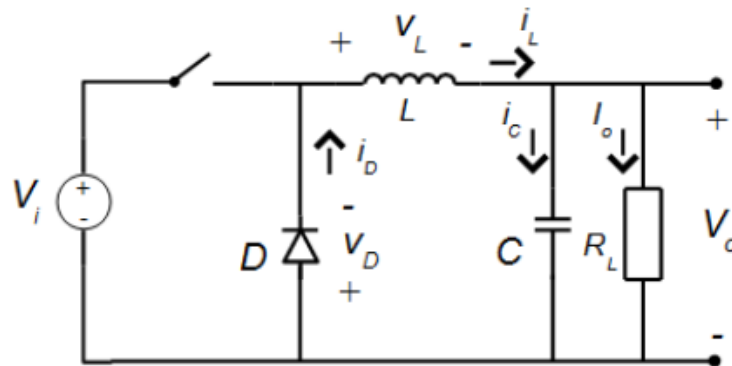 + v_L - i_L
L
i_C I_o +
i_D
V_i + -
-
D v_D C R_L V_o
+
-